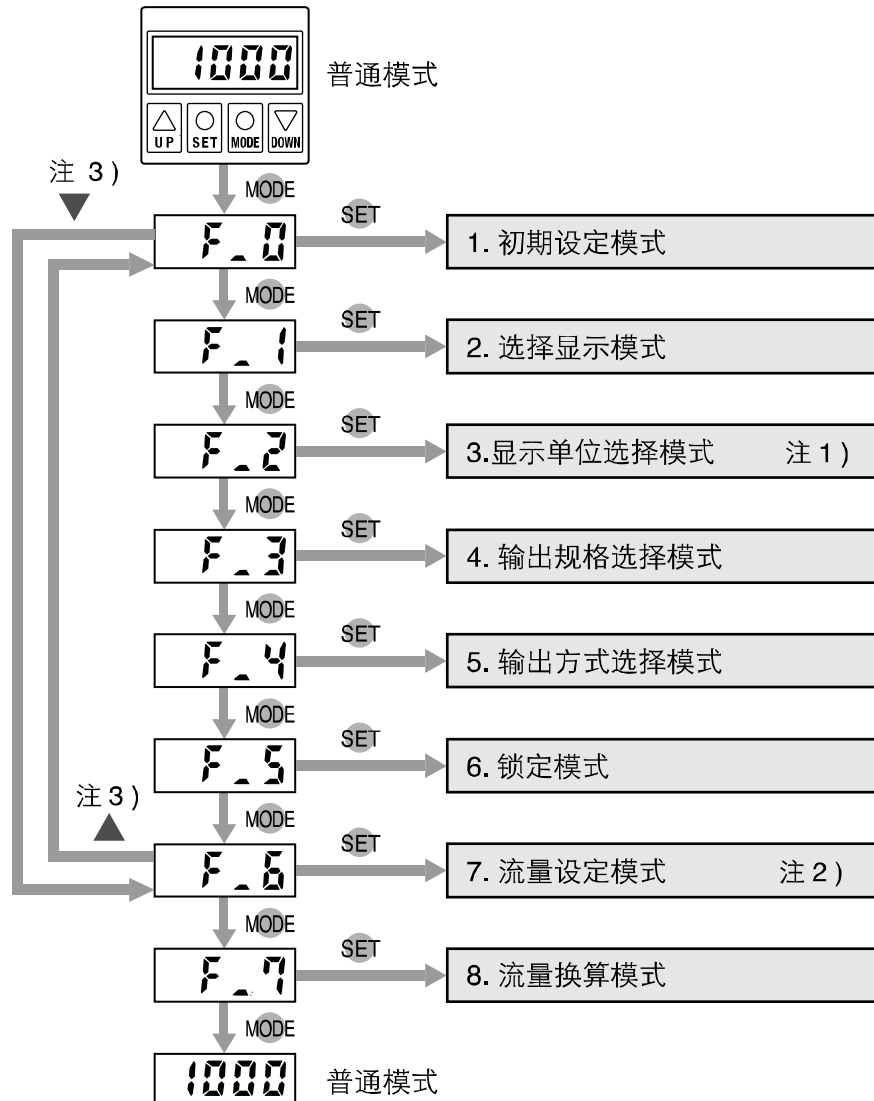 1000
普通模式
UP SET MODE DOWN
注 3)
MODE
F_0 SET 1. 初期设定模式
MODE
F_1 SET 2. 选择显示模式
MODE
F_2 SET 3.显示单位选择模式 注1)
MODE
F_3 SET 4. 输出规格选择模式
MODE
F_4 SET 5. 输出方式选择模式
MODE
F_5 SET 6. 锁定模式
注3)
MODE
F_6 SET 7. 流量设定模式 注2)
MODE
F_7 SET 8. 流量换算模式
MODE
1000 普通模式